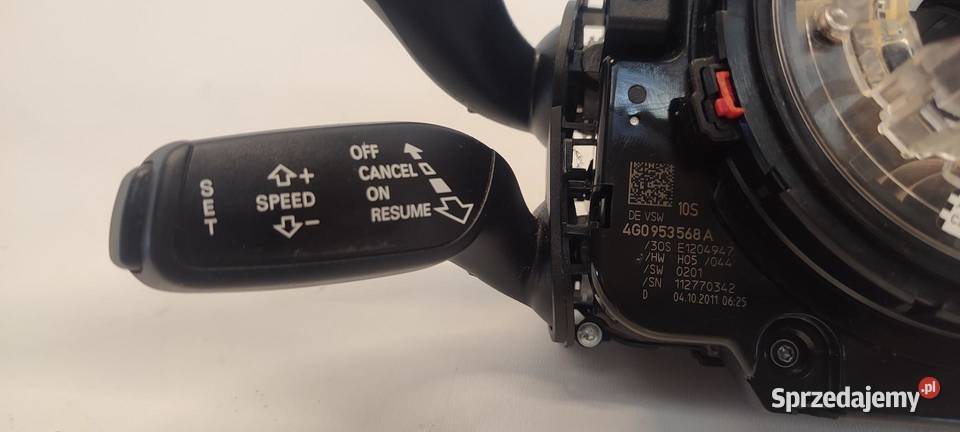 SET
+
SPEED
-
OFF
CANCEL
ON
RESUME
10S
DE VSW
4G0953568A
/30S E1204947
/HW H05 /044
/SW 0201
/SN 112770342
D 04.10.2011 06:25
Sprzedajemy.pl